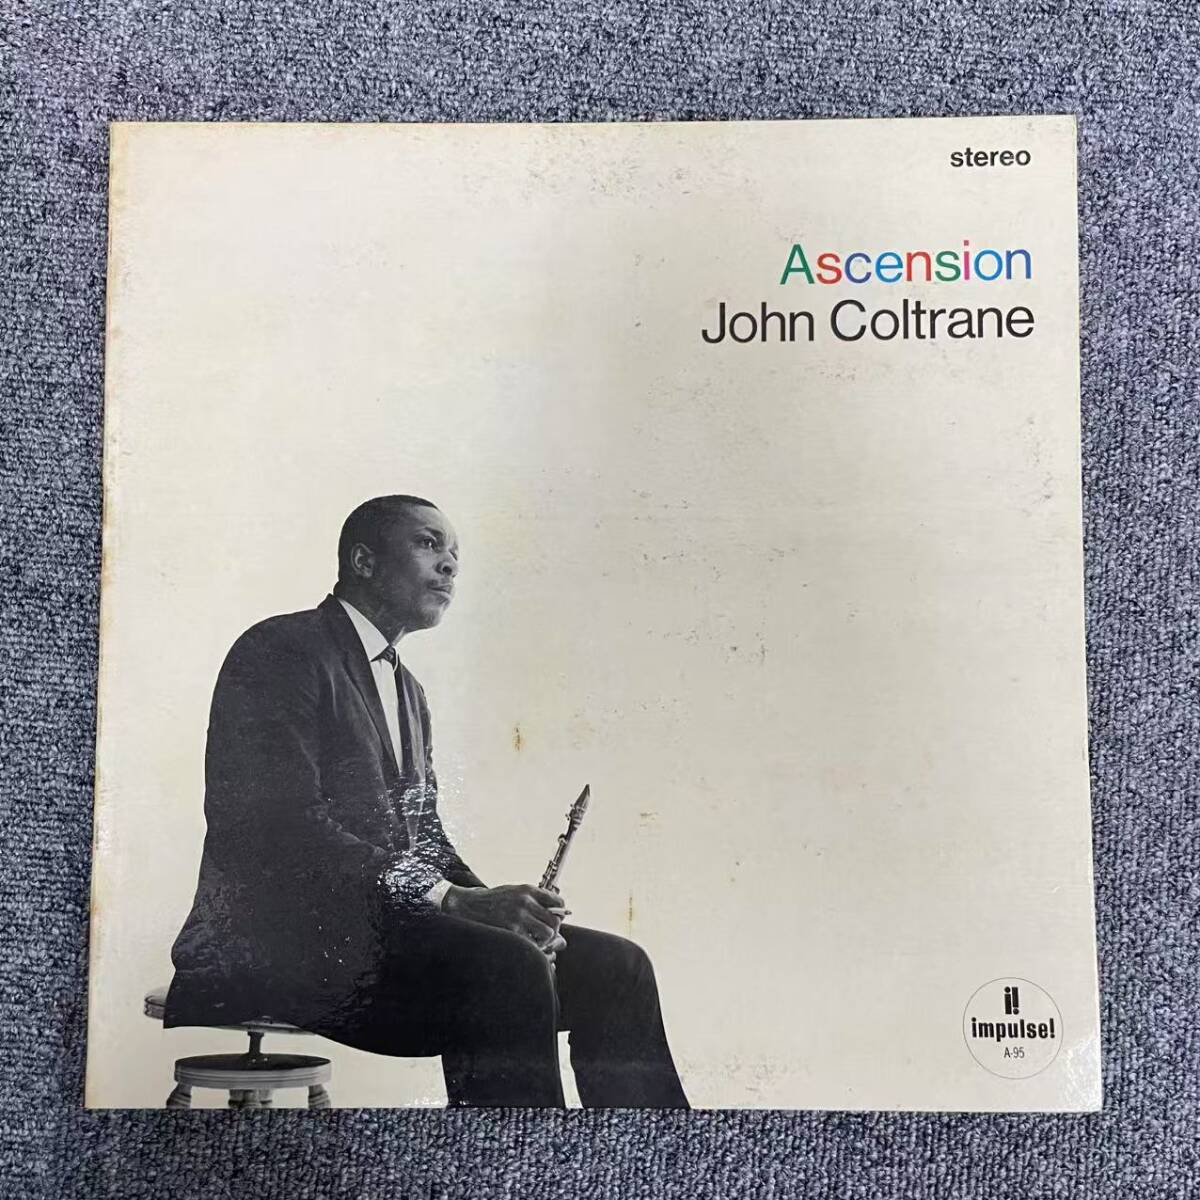 stereo
Ascension
John Coltrane
i!
impulse!
A-95